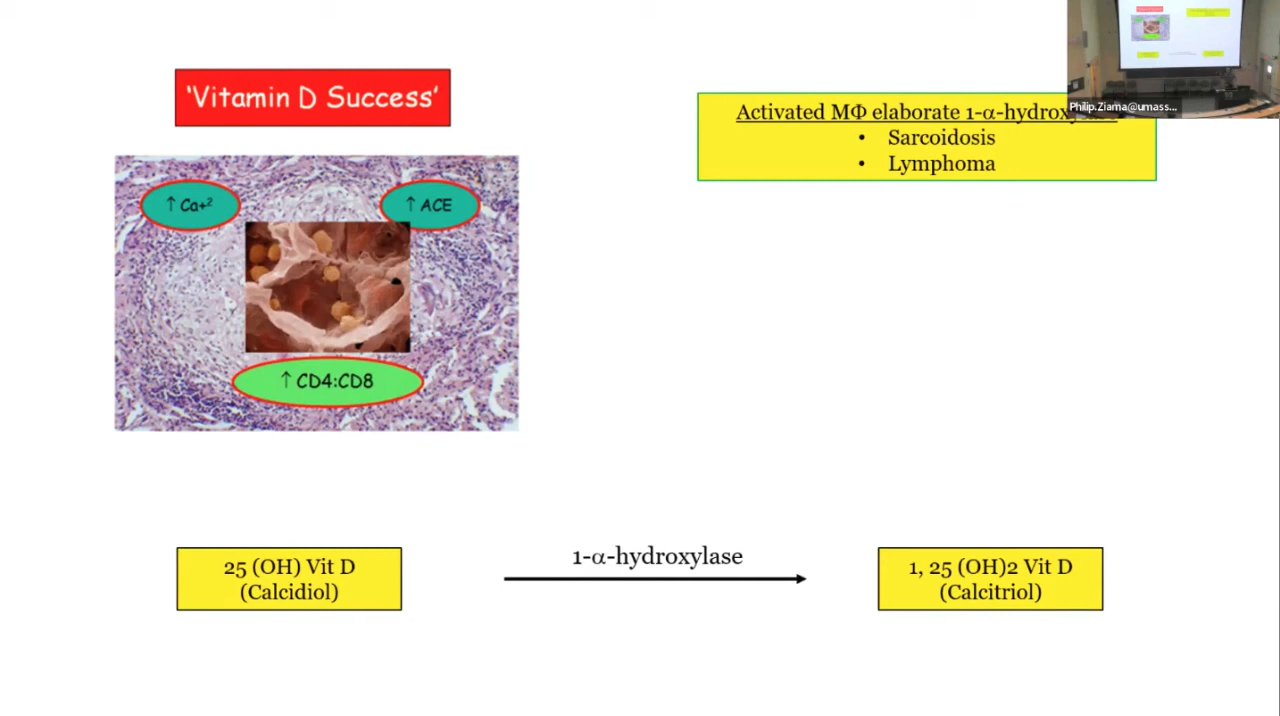 'Vitamin D Success'
Activated MΦ elaborate 1-α-hydroxylase
• Sarcoidosis
• Lymphoma
Philip.Ziama@umass...
↑ Ca+²
↑ ACE
↑ CD4:CD8
25 (OH) Vit D
(Calcidiol)
1-α-hydroxylase
1, 25 (OH)2 Vit D
(Calcitriol)